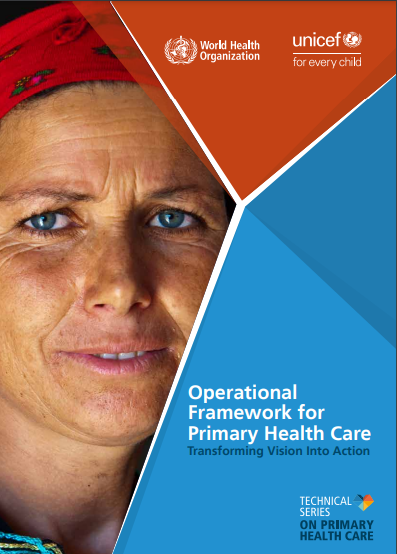 World Health
Organization
unicef
for every child
Operational
Framework for
Primary Health Care
Transforming Vision Into Action
TECHNICAL
SERIES
ON PRIMARY
HEALTH CARE